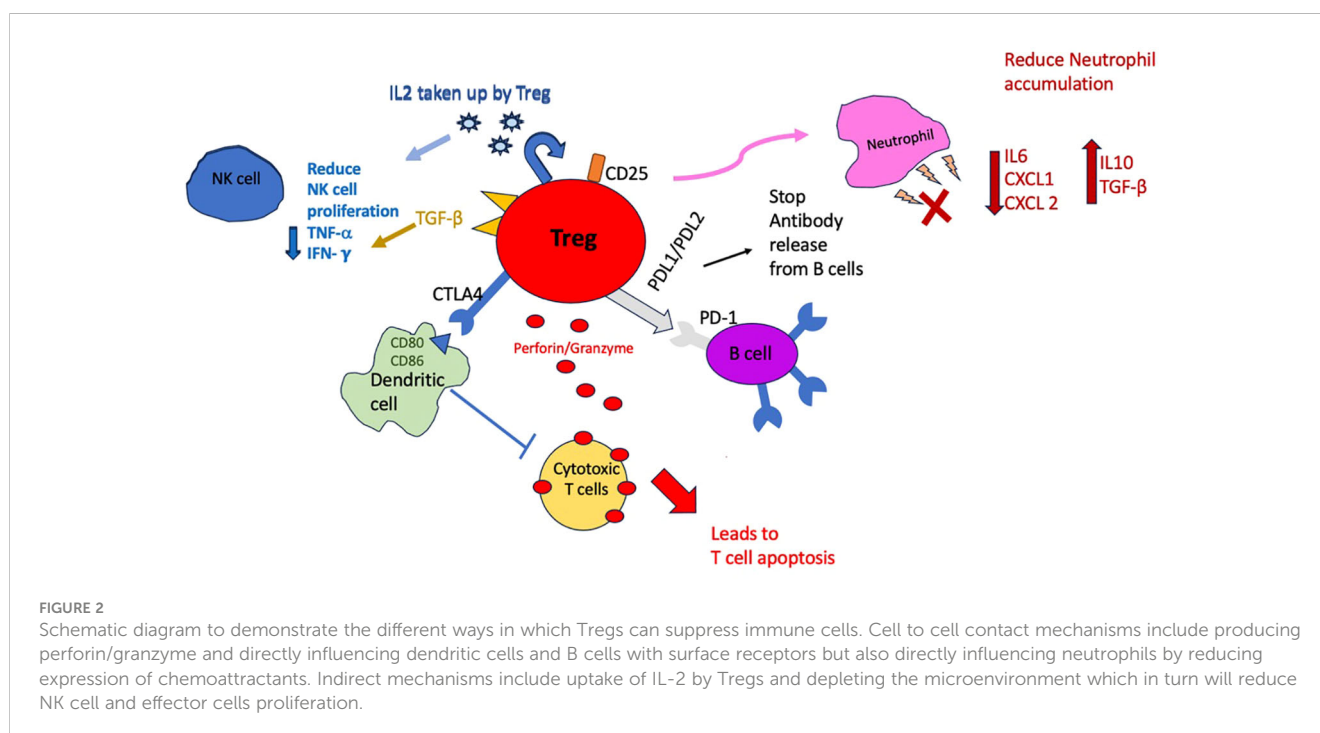 IL2 taken up by Treg
Reduce Neutrophil
accumulation
Neutrophil
IL6
CXCL1
CXCL 2
IL10
TGF-β
NK cell
Reduce
NK cell
proliferation
TNF-α
IFN- γ
TGF-β
CD25
Treg
PDL1/PDL2
Stop
Antibody
release
from B cells
CTLA4
PD-1
B cell
CD80
CD86
Dendritic
cell
Perforin/Granzyme
Cytotoxic
T cells
Leads to
T cell apoptosis
FIGURE 2
Schematic diagram to demonstrate the different ways in which Tregs can suppress immune cells. Cell to cell contact mechanisms include producing
perforin/granzyme and directly influencing dendritic cells and B cells with surface receptors but also directly influencing neutrophils by reducing
expression of chemoattractants. Indirect mechanisms include uptake of IL-2 by Tregs and depleting the microenvironment which in turn will reduce
NK cell and effector cells proliferation.